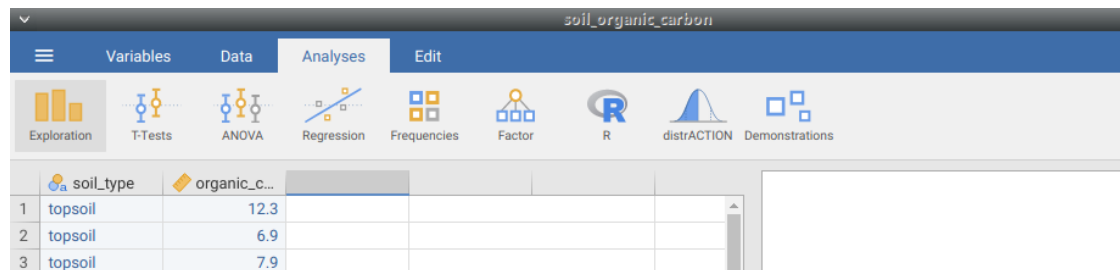 soil_organic_carbon
Variables Data Analyses Edit
Exploration T-Tests ANOVA Regression Frequencies Factor R distrACTION Demonstrations
a soil_type organic_c...
1 topsoil 12.3
2 topsoil 6.9
3 topsoil 7.9